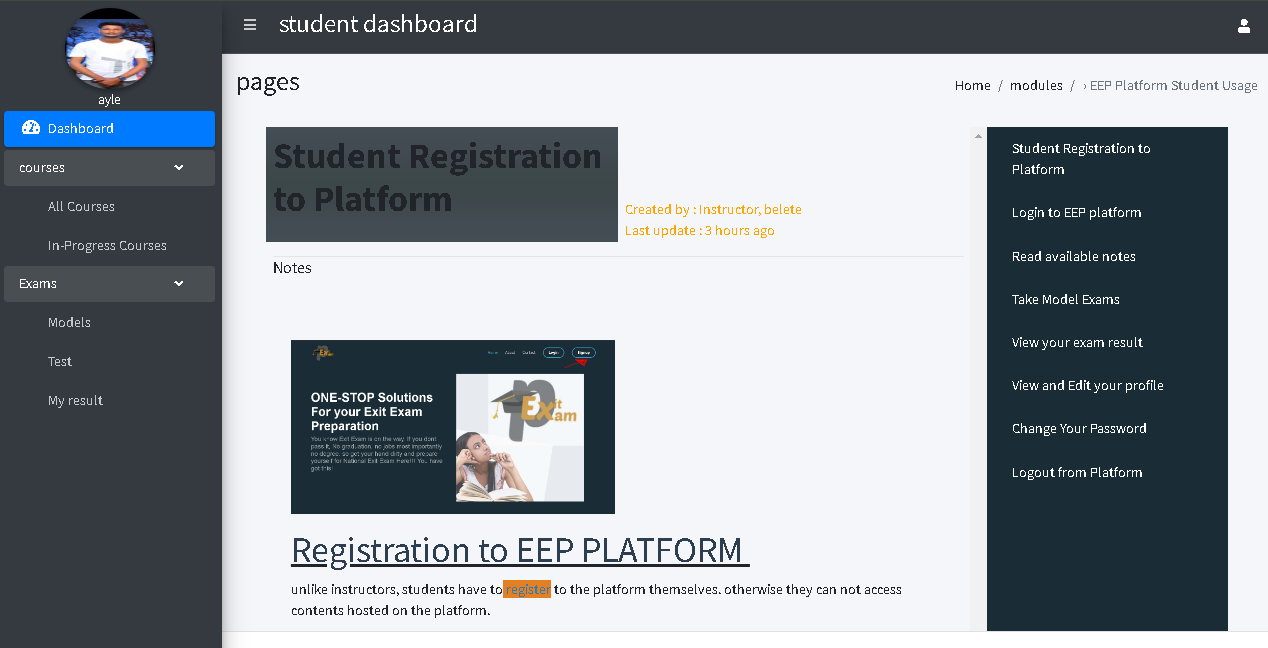 student dashboard
ayle
Dashboard
courses
All Courses
In-Progress Courses
Exams
Models
Test
My result
pages
Home / modules / › EEP Platform Student Usage
Student Registration
to Platform
Created by : Instructor, belete
Last update : 3 hours ago
Notes
Home About Contact Login Signup
Exit
Exam
ONE-STOP Solutions
For your Exit Exam
Preparation
You know Exit Exam is on the way. If you dont
pass it, No graduation, no jobs most importantly
no degree. so get your hand dirty and prepare
yourself for National Exit Exam Here!!! You have
got this!
Registration to EEP PLATFORM
unlike instructors, students have to register to the platform themselves. otherwise they can not access
contents hosted on the platform.
Student Registration to
Platform
Login to EEP platform
Read available notes
Take Model Exams
View your exam result
View and Edit your profile
Change Your Password
Logout from Platform